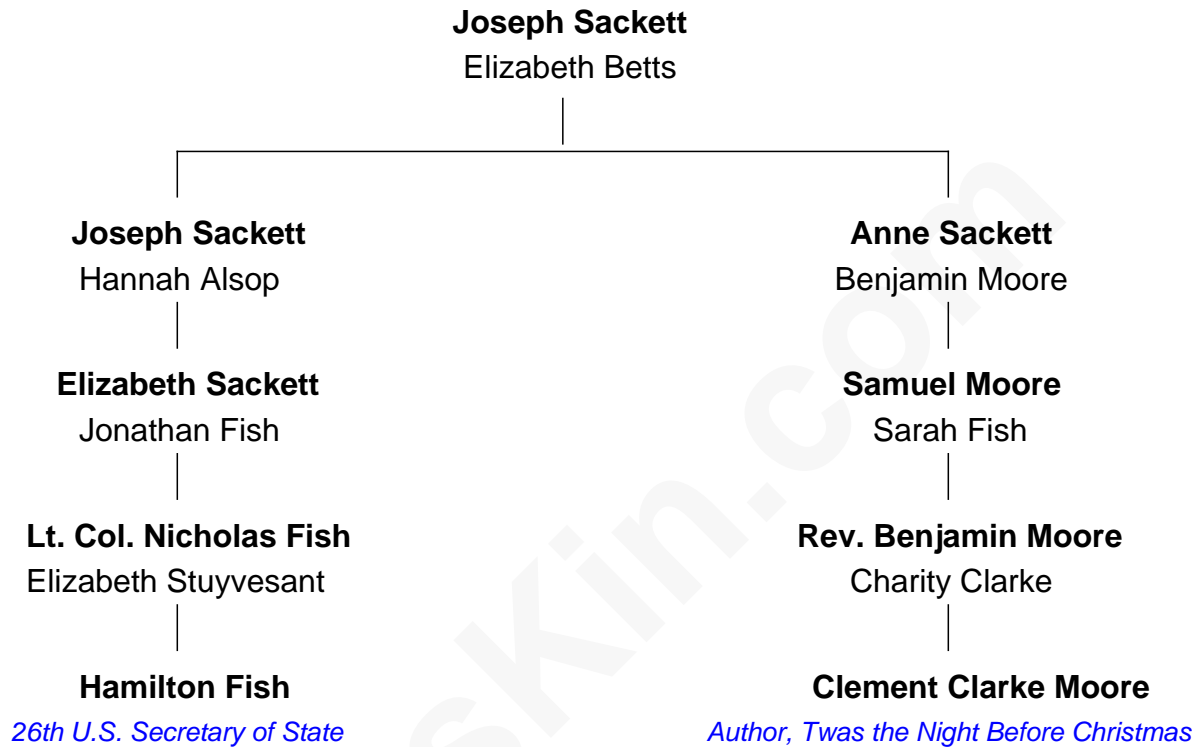 Joseph Sackett
Elizabeth Betts
Joseph Sackett
Hannah Alsop
Anne Sackett
Benjamin Moore
Elizabeth Sackett
Jonathan Fish
Samuel Moore
Sarah Fish
Lt. Col. Nicholas Fish
Elizabeth Stuyvesant
Rev. Benjamin Moore
Charity Clarke
Hamilton Fish
26th U.S. Secretary of State
Clement Clarke Moore
Author, Twas the Night Before Christmas
sKin.com